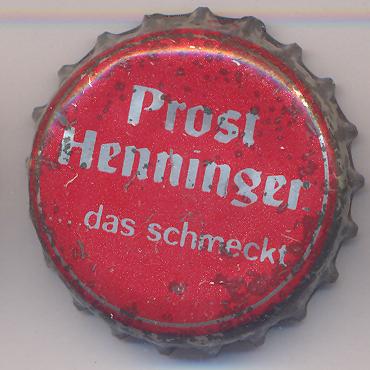 Prost
Henninger
...das schmeckt